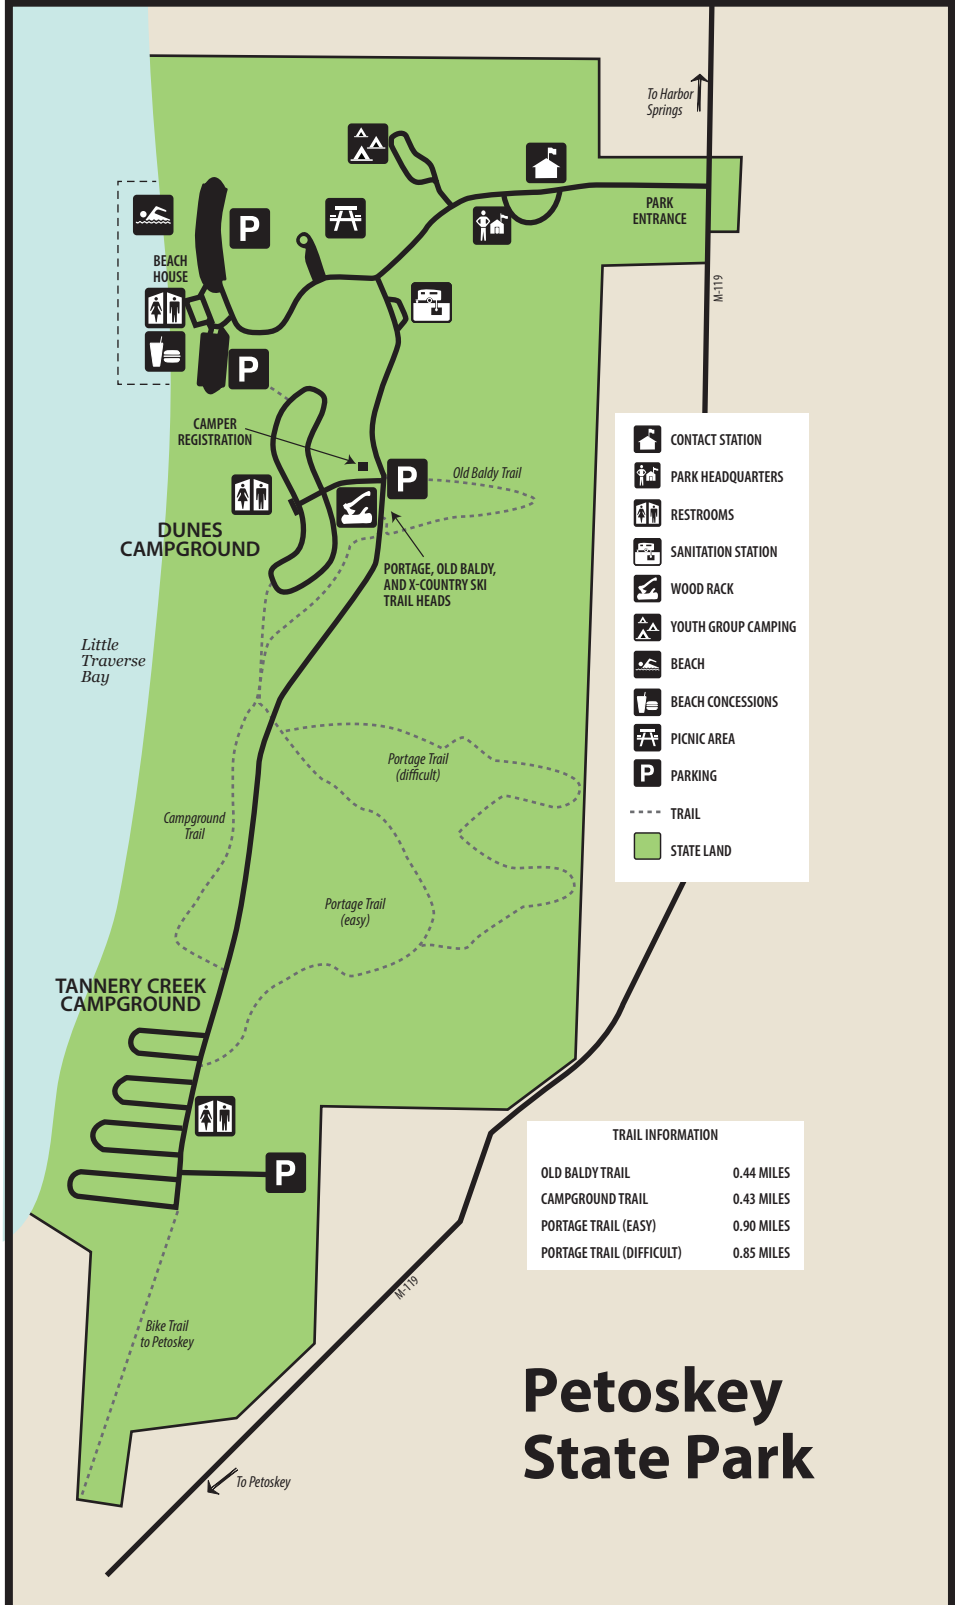 To Harbor
Springs
PARK
ENTRANCE
M-119
P
BEACH
HOUSE
P
CAMPER
REGISTRATION
P
Old Baldy Trail
DUNES
CAMPGROUND
PORTAGE, OLD BALDY,
AND X-COUNTRY SKI
TRAIL HEADS
Little
Traverse
Bay
CONTACT STATION
PARK HEADQUARTERS
RESTROOMS
SANITATION STATION
WOOD RACK
YOUTH GROUP CAMPING
BEACH
BEACH CONCESSIONS
PICNIC AREA
P PARKING
TRAIL
STATE LAND
Portage Trail
(difficult)
Campground
Trail
Portage Trail
(easy)
TANNERY CREEK
CAMPGROUND
P
TRAIL INFORMATION
OLD BALDY TRAIL 0.44 MILES
CAMPGROUND TRAIL 0.43 MILES
PORTAGE TRAIL (EASY) 0.90 MILES
PORTAGE TRAIL (DIFFICULT) 0.85 MILES
M-119
Bike Trail
to Petoskey
To Petoskey
Petoskey
State Park